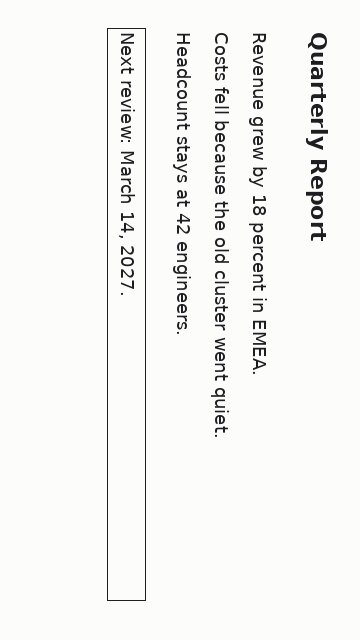 Quarterly Report
Revenue grew by 18 percent in EMEA.
Costs fell because the old cluster went quiet.
Headcount stays at 42 engineers.
Next review: March 14, 2027.